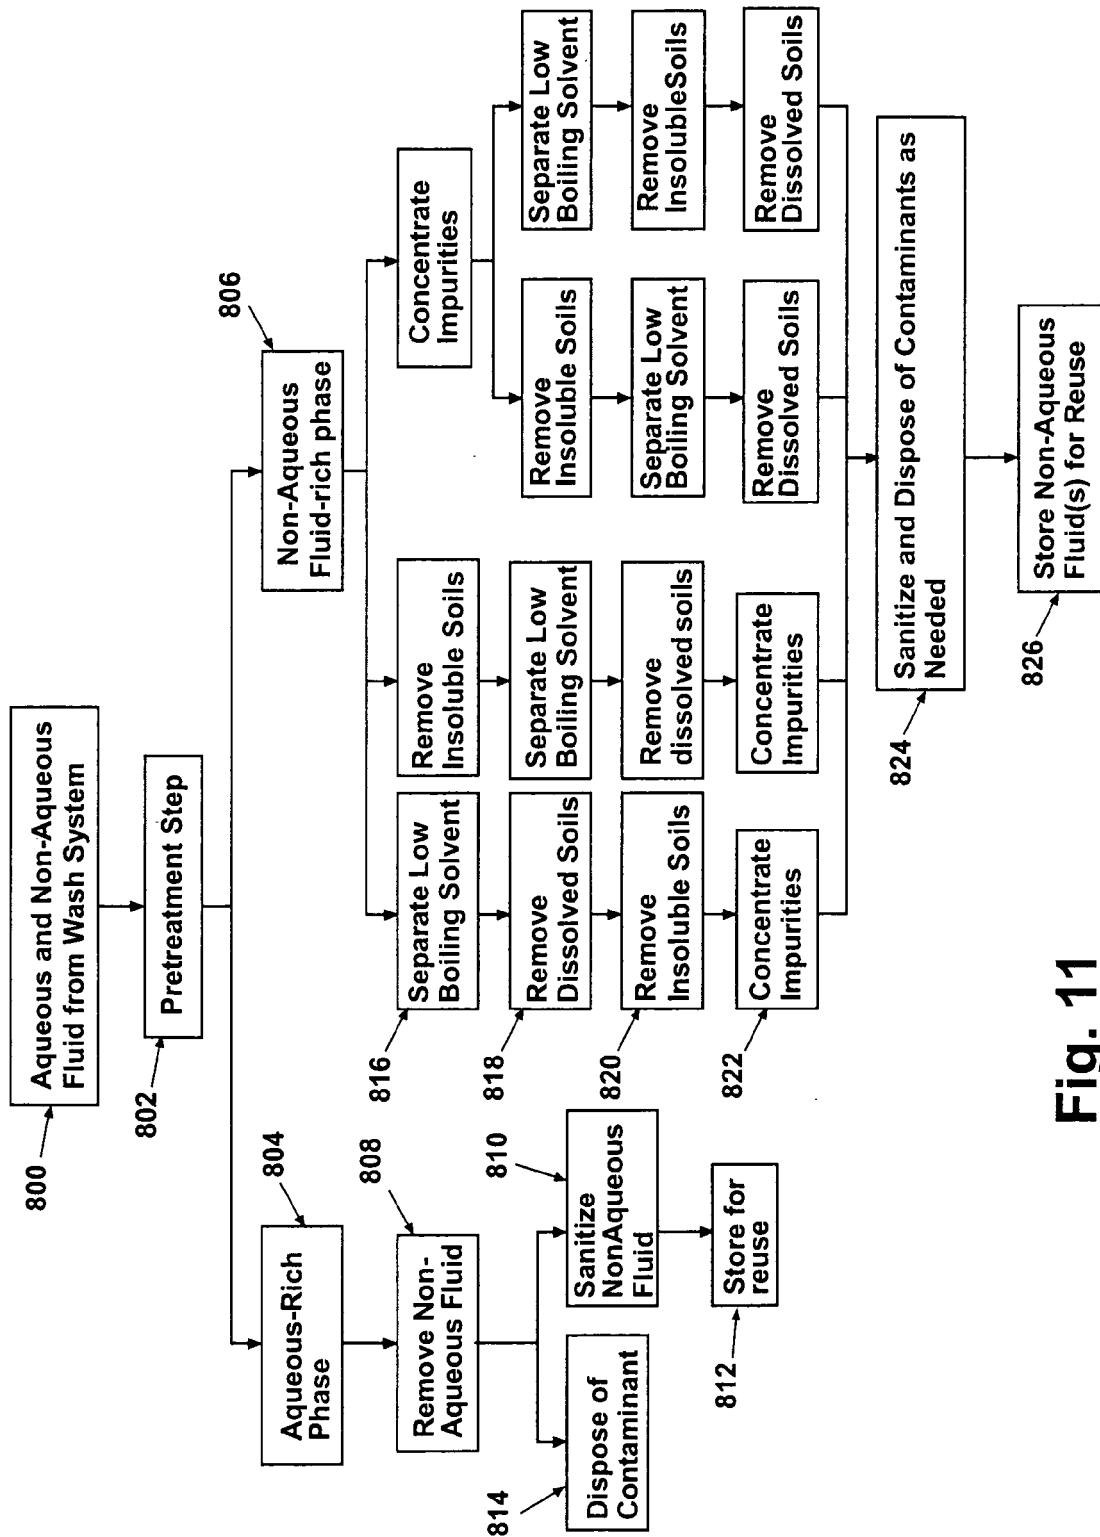 800
Aqueous and Non-Aqueous
Fluid from Wash System
802
Pretreatment Step
804
Aqueous-Rich
Phase
806
Non-Aqueous
Fluid-rich phase
808
Remove Non-
Aqueous Fluid
814
Dispose of
Contaminant
810
Sanitize
NonAqueous
Fluid
812
Store for
reuse
816
Separate Low
Boiling Solvent
818
Remove
Dissolved Soils
820
Remove
Insoluble Soils
822
Concentrate
Impurities
Remove
Insoluble Soils
Separate Low
Boiling Solvent
Remove
dissolved soils
Concentrate
Impurities
Concentrate
Impurities
Remove
Insoluble Soils
Separate Low
Boiling Solvent
Remove
Dissolved Soils
Separate Low
Boiling Solvent
Remove
InsolubleSoils
Remove
Dissolved Soils
824
Sanitize and Dispose of Contaminants as
Needed
826
Store Non-Aqueous
Fluid(s) for Reuse
Fig. 11